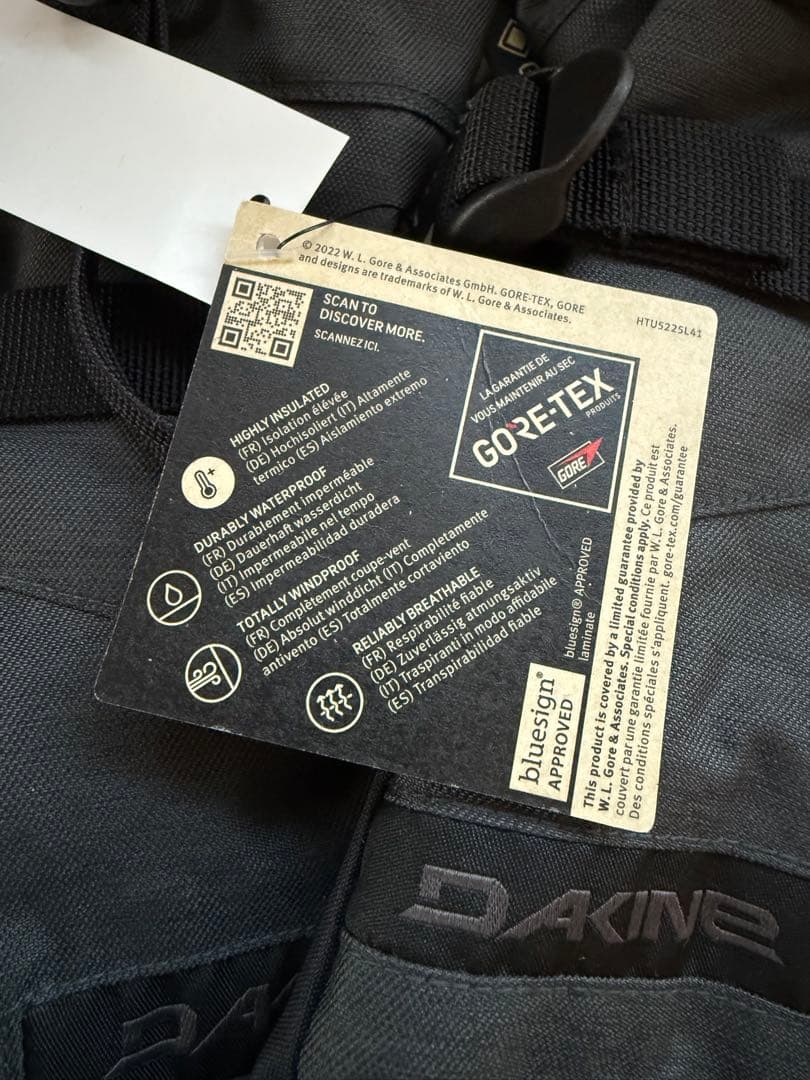 © 2022 W. L. Gore & Associates GmbH. GORE-TEX, GORE
and designs are trademarks of W. L. Gore & Associates.
HTU5225L41
SCAN TO
DISCOVER MORE.
SCANNEZ ICI.
LA GARANTIE DE
VOUS MAINTENIR AU SEC
GORE-TEX
PRODUITS
GORE
HIGHLY INSULATED
(FR) Isolation élevée
(DE) Hochisoliert (IT) Altamente
termico (ES) Aislamiento extremo
DURABLY WATERPROOF
(FR) Durablement imperméable
(DE) Dauerhaft wasserdicht
(IT) Impermeabile nel tempo
(ES) Impermeabilidad duradera
TOTALLY WINDPROOF
(FR) Complètement coupe-vent
(DE) Absolut winddicht (IT) Completamente
antivento (ES) Totalmente cortaviento
RELIABLY BREATHABLE
(FR) Respirabilité fiable
(DE) Zuverlässig atmungsaktiv
(IT) Traspiranti in modo affidabile
(ES) Transpirabilidad fiable
bluesign® APPROVED
laminate
bluesign®
APPROVED
This product is covered by a limited guarantee provided by
W. L. Gore & Associates. Special conditions apply. Ce produit est
couvert par une garantie limitée fournie par W. L. Gore & Associates.
Des conditions spéciales s'appliquent. gore-tex.com/guarantee
DAKINE
DA